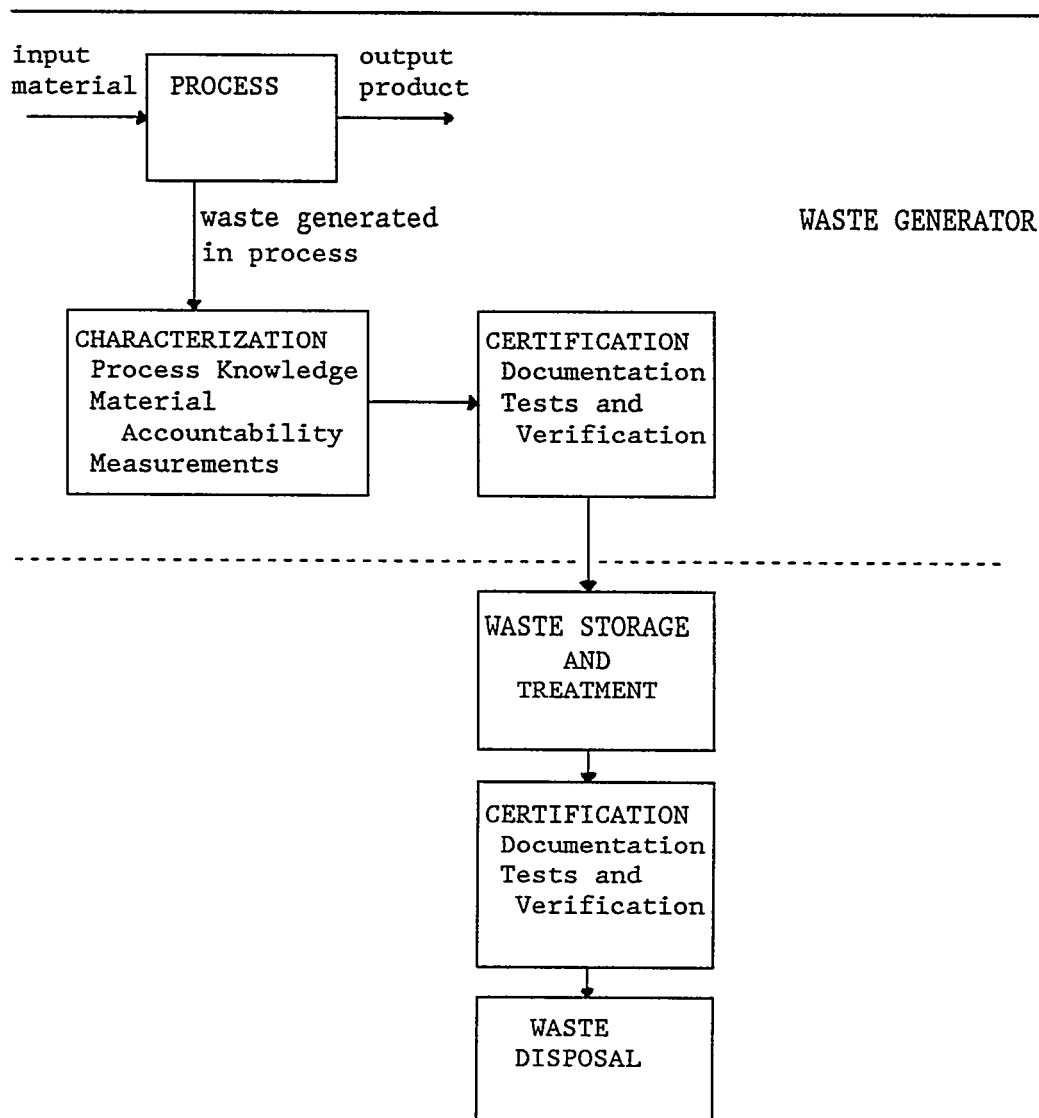 input
material
PROCESS
output
product
waste generated
in process
WASTE GENERATOR
CHARACTERIZATION
Process Knowledge
Material
Accountability
Measurements
CERTIFICATION
Documentation
Tests and
Verification
WASTE STORAGE
AND
TREATMENT
CERTIFICATION
Documentation
Tests and
Verification
WASTE
DISPOSAL